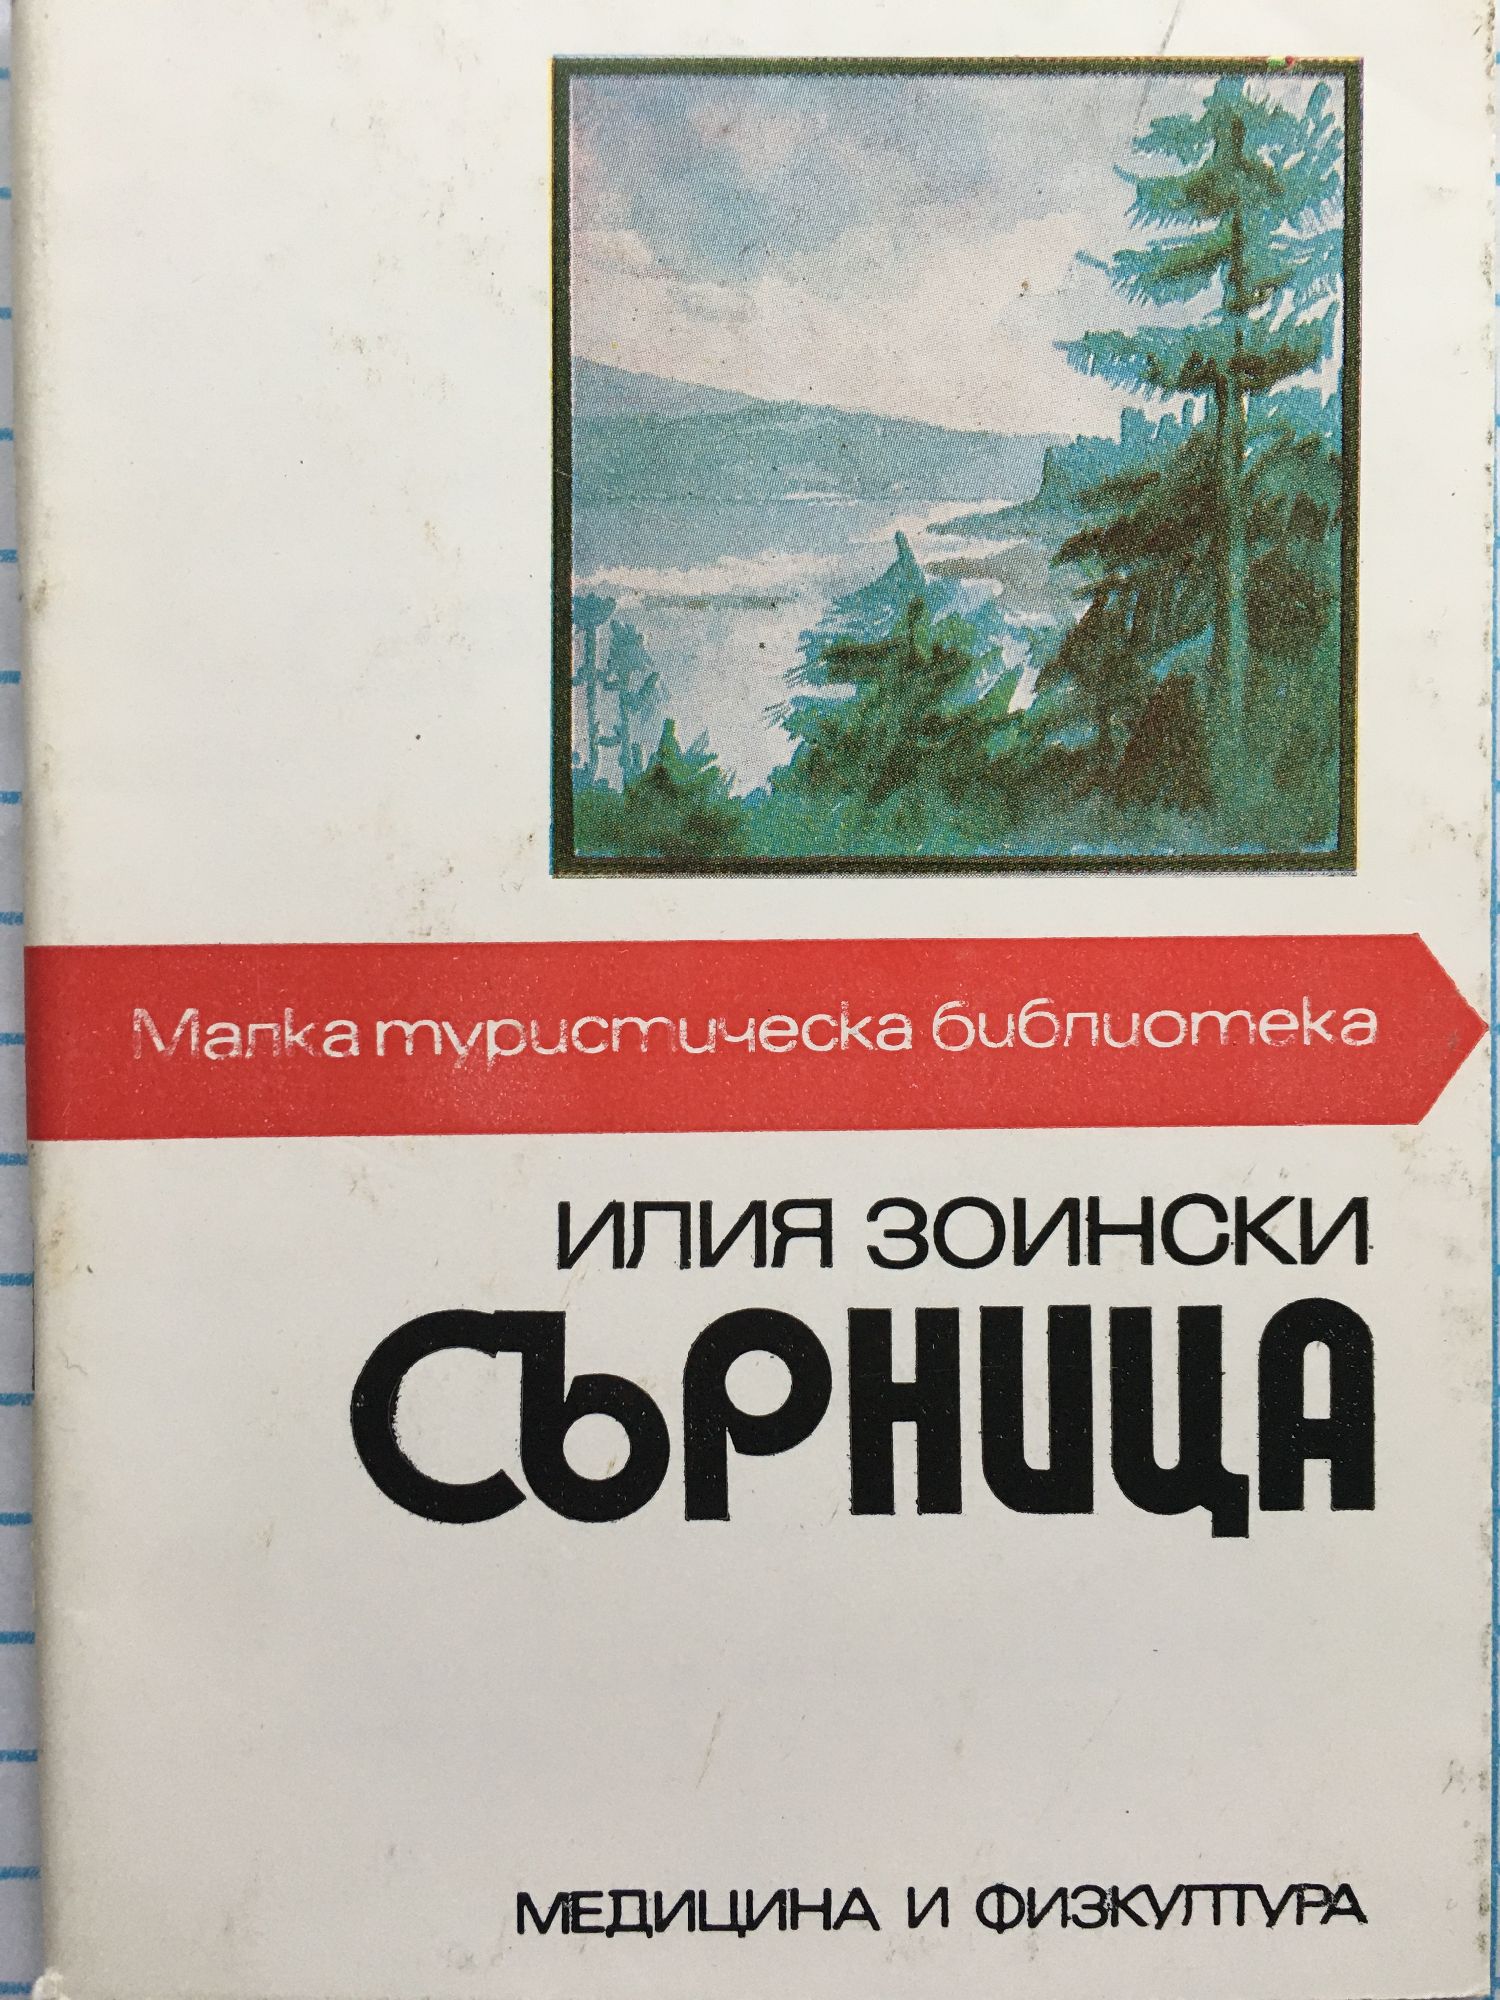 Малка туристическа библиотека
ИЛИЯ ЗОИНСКИ
СЪРНИЦА
МЕДИЦИНА И ФИЗКУЛТУРА